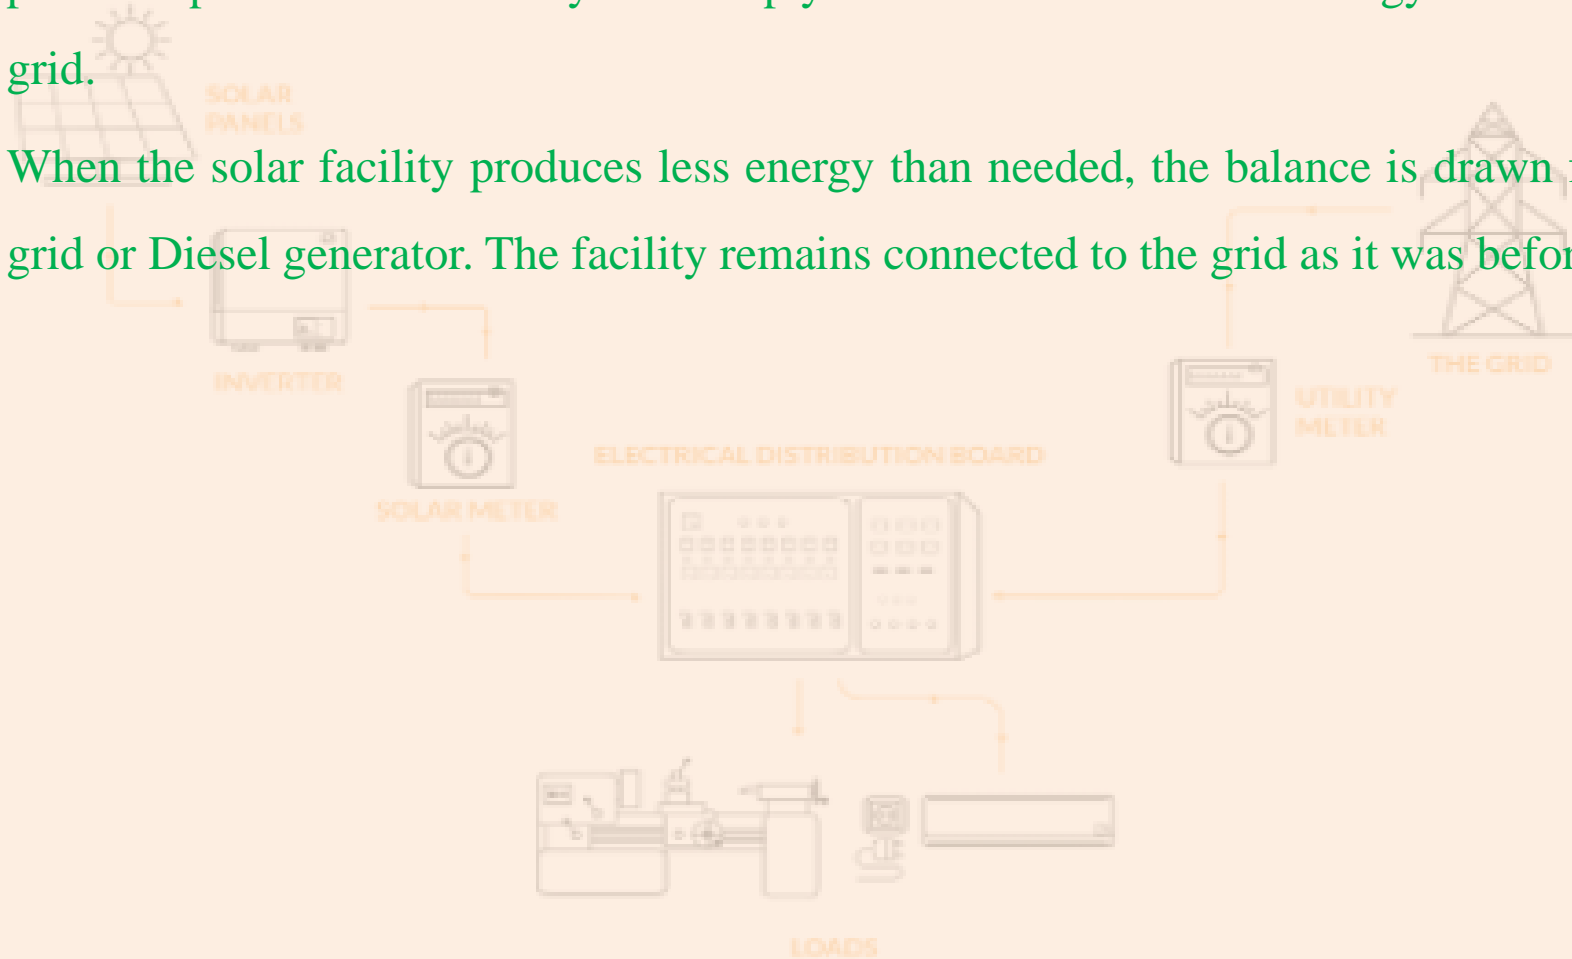 grid.
SOLAR
PANELS
When the solar facility produces less energy than needed, the balance is drawn
grid or Diesel generator. The facility remains connected to the grid as it was
INVERTER
THE GRID
UTILITY
METER
ELECTRICAL DISTRIBUTION BOARD
SOLAR METER
LOADS